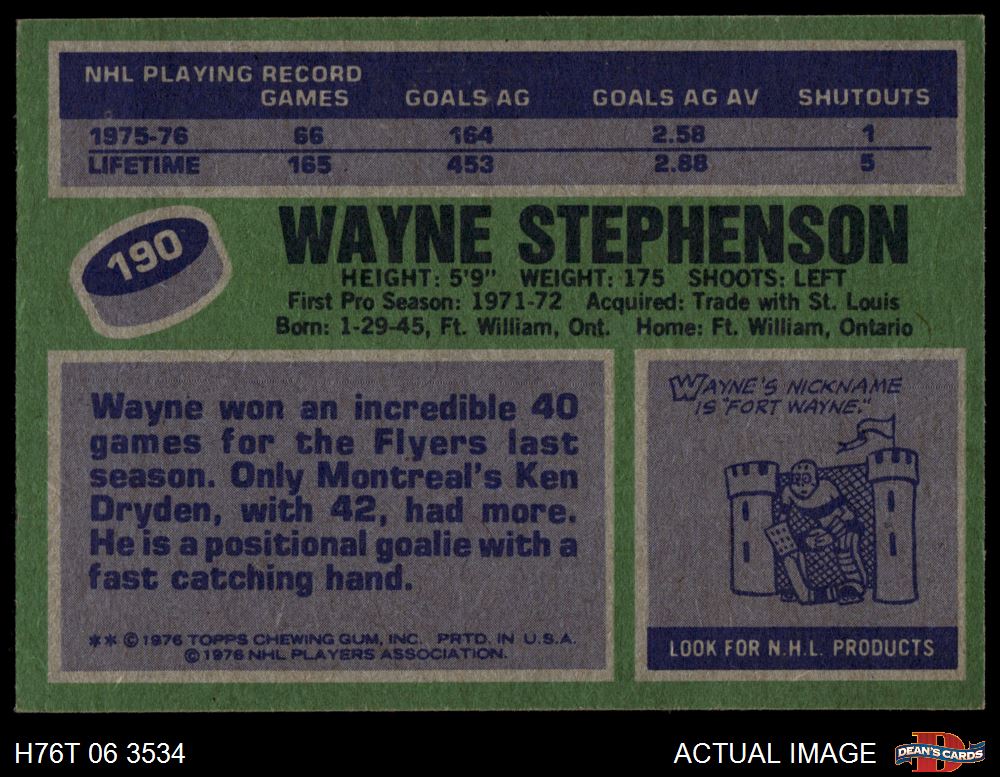 NHL PLAYING RECORD
GAMES GOALS AG GOALS AG AV SHUTOUTS
1975-76 66 164 2.58 1
LIFETIME 165 453 2.88 5
190
WAYNE STEPHENSON
HEIGHT: 5'9" WEIGHT: 175 SHOOTS: LEFT
First Pro Season: 1971-72 Acquired: Trade with St. Louis
Born: 1-29-45, Ft. William, Ont. Home: Ft. William, Ontario
Wayne won an incredible 40
games for the Flyers last
season. Only Montreal's Ken
Dryden, with 42, had more.
He is a positional goalie with a
fast catching hand.
** © 1976 TOPPS CHEWING GUM, INC. PRTD. IN U.S.A.
© 1976 NHL PLAYERS ASSOCIATION.
WAYNE'S NICKNAME
IS "FORT WAYNE."
LOOK FOR N.H.L. PRODUCTS
H76T 06 3534
ACTUAL IMAGE
D
DEAN'S CARDS